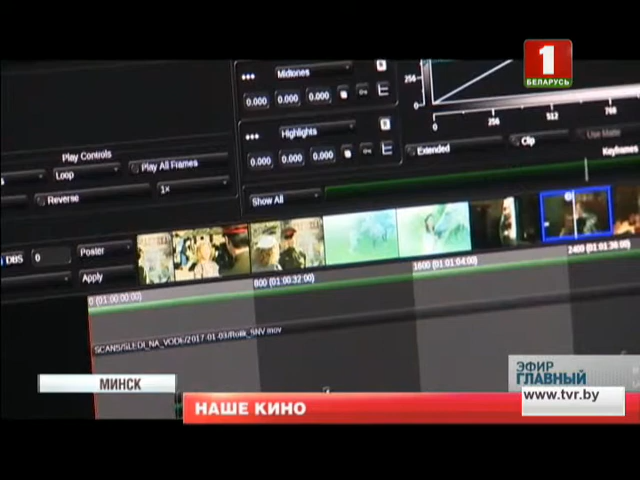 1
БЕЛАРУСЬ
Midtones
0.000 0.000 0.000
Highlights
0.000 0.000 0.000
256
0
0 256 512 768
Play Controls
Loop
Play All Frames
Reverse
1×
Extended
Clip
Use Matte
Keyframes
Show All
DBS 0
Poster
Apply
0 (01:00:00:00)
800 (01:00:32:00)
1600 (01:01:04:00)
2400 (01:01:36:00)
SCANS/SLEDI_NA_VODE/2017-01-03/Rolik_SNV.mov
МИНСК
НАШЕ КИНО
ЭФИР
ГЛАВНЫЙ
www.tvr.by